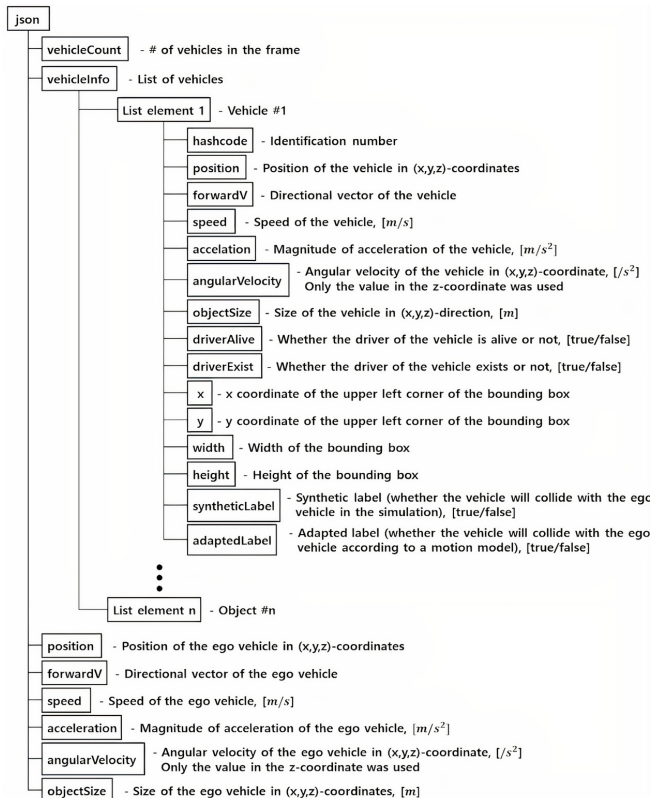 json
vehicleCount - # of vehicles in the frame
vehicleInfo - List of vehicles
List element 1 - Vehicle #1
hashcode - Identification number
position - Position of the vehicle in (x,y,z)-coordinates
forwardV - Directional vector of the vehicle
speed - Speed of the vehicle, [m/s]
accelation - Magnitude of acceleration of the vehicle, [m/s²]
angularVelocity - Angular velocity of the vehicle in (x,y,z)-coordinate, [/s²]
Only the value in the z-coordinate was used
objectSize - Size of the vehicle in (x,y,z)-direction, [m]
driverAlive - Whether the driver of the vehicle is alive or not, [true/false]
driverExist - Whether the driver of the vehicle exists or not, [true/false]
x - x coordinate of the upper left corner of the bounding box
y - y coordinate of the upper left corner of the bounding box
width - Width of the bounding box
height - Height of the bounding box
syntheticLabel - Synthetic label (whether the vehicle will collide with the ego
vehicle in the simulation), [true/false]
adaptedLabel - Adapted label (whether the vehicle will collide with the ego
vehicle according to a motion model), [true/false]
List element n - Object #n
position - Position of the ego vehicle in (x,y,z)-coordinates
forwardV - Directional vector of the ego vehicle
speed - Speed of the ego vehicle, [m/s]
acceleration - Magnitude of acceleration of the ego vehicle, [m/s²]
angularVelocity - Angular velocity of the ego vehicle in (x,y,z)-coordinate, [/s²]
Only the value in the z-coordinate was used
objectSize - Size of the ego vehicle in (x,y,z)-coordinates, [m]